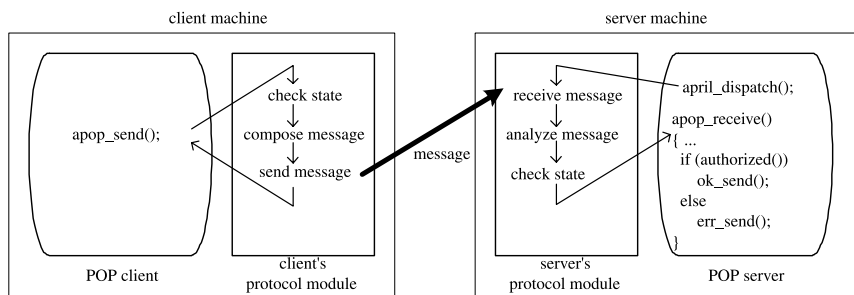 client machine
server machine
apop_send();
check state
compose message
send message
message
receive message
analyze message
check state
april_dispatch();
apop_receive()
{ ...
if (authorized())
ok_send();
else
err_send();
}
POP client
client's
protocol module
server's
protocol module
POP server